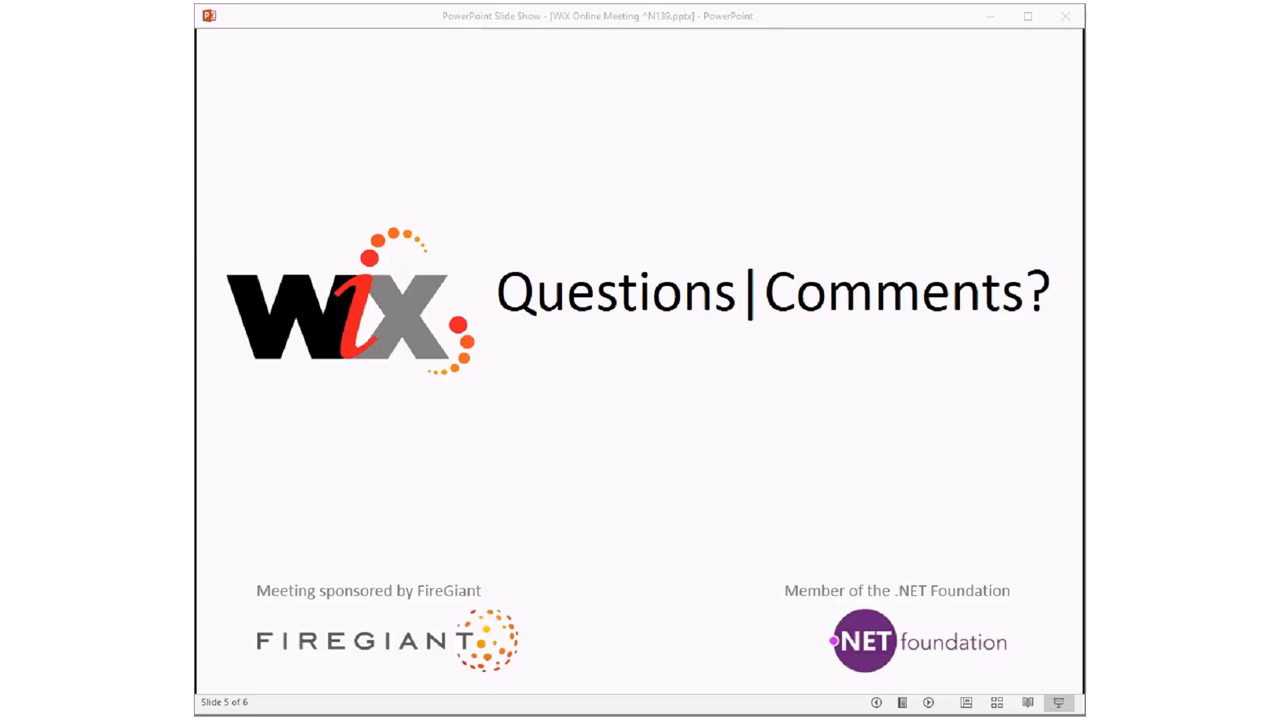 PowerPoint Slide Show - [WiX Online Meeting ^N139.pptx] - PowerPoint
WiX
Questions|Comments?
Meeting sponsored by FireGiant
Member of the .NET Foundation
FIREGIANT
.NET foundation
Slide 5 of 6